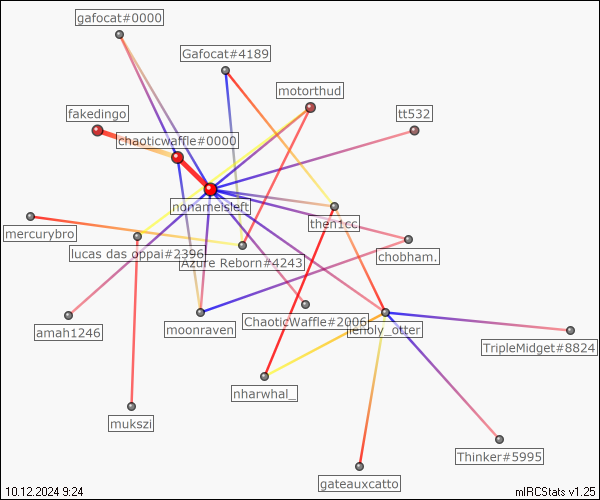 gafocat#0000
Gafocat#4189
motorthud
fakedingo
tt532
chaoticwaffle#0000
nonameisleft
then1cc
mercurybro
chobham.
lucas das oppai#2396
Azure Reborn#4243
amah1246
moonraven
ChaoticWaffle#2006
TripleMidget#8824
nharwhal_
mukszi
Thinker#5995
gateauxcatto
10.12.2024 9:24
mIRCStats v1.25